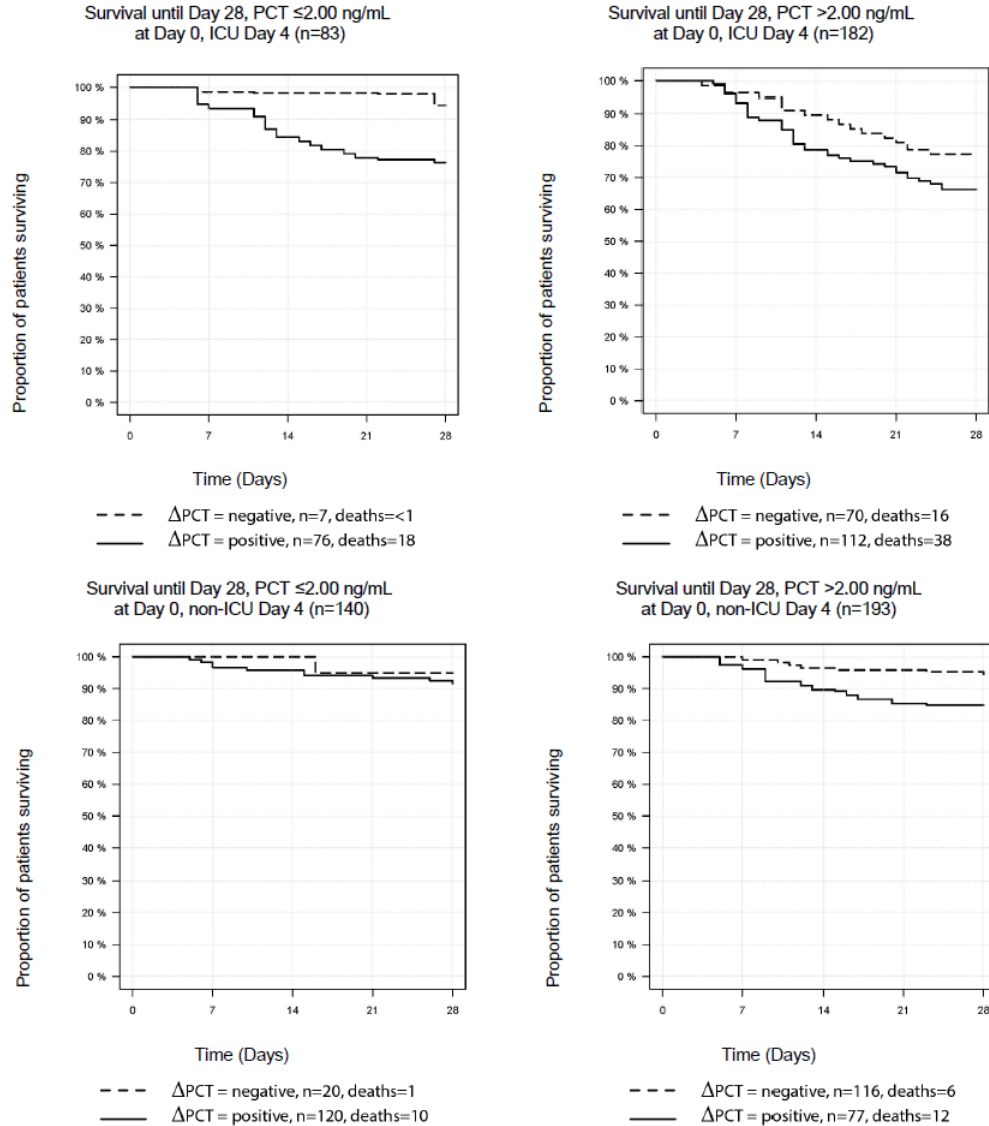 Survival until Day 28, PCT ≤2.00 ng/mL
at Day 0, ICU Day 4 (n=83)
Proportion of patients surviving
100 %
90 %
80 %
70 %
60 %
50 %
40 %
30 %
20 %
10 %
0 %
0 7 14 21 28
Time (Days)
ΔPCT = negative, n=7, deaths=<1
ΔPCT = positive, n=76, deaths=18
Survival until Day 28, PCT >2.00 ng/mL
at Day 0, ICU Day 4 (n=182)
Proportion of patients surviving
100 %
90 %
80 %
70 %
60 %
50 %
40 %
30 %
20 %
10 %
0 %
0 7 14 21 28
Time (Days)
ΔPCT = negative, n=70, deaths=16
ΔPCT = positive, n=112, deaths=38
Survival until Day 28, PCT ≤2.00 ng/mL
at Day 0, non-ICU Day 4 (n=140)
Proportion of patients surviving
100 %
90 %
80 %
70 %
60 %
50 %
40 %
30 %
20 %
10 %
0 %
0 7 14 21 28
Time (Days)
ΔPCT = negative, n=20, deaths=1
ΔPCT = positive, n=120, deaths=10
Survival until Day 28, PCT >2.00 ng/mL
at Day 0, non-ICU Day 4 (n=193)
Proportion of patients surviving
100 %
90 %
80 %
70 %
60 %
50 %
40 %
30 %
20 %
10 %
0 %
0 7 14 21 28
Time (Days)
ΔPCT = negative, n=116, deaths=6
ΔPCT = positive, n=77, deaths=12